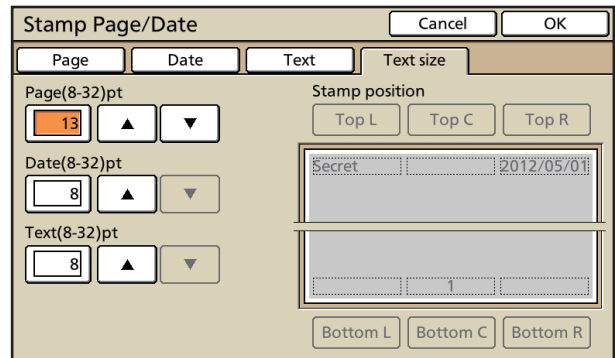 Stamp Page/Date Cancel OK
Page Date Text Text size
Page(8-32)pt
13 ▲ ▼
Date(8-32)pt
8 ▲ ▼
Text(8-32)pt
8 ▲ ▼
Stamp position
Top L Top C Top R
Secret 2012/05/01
1
Bottom L Bottom C Bottom R